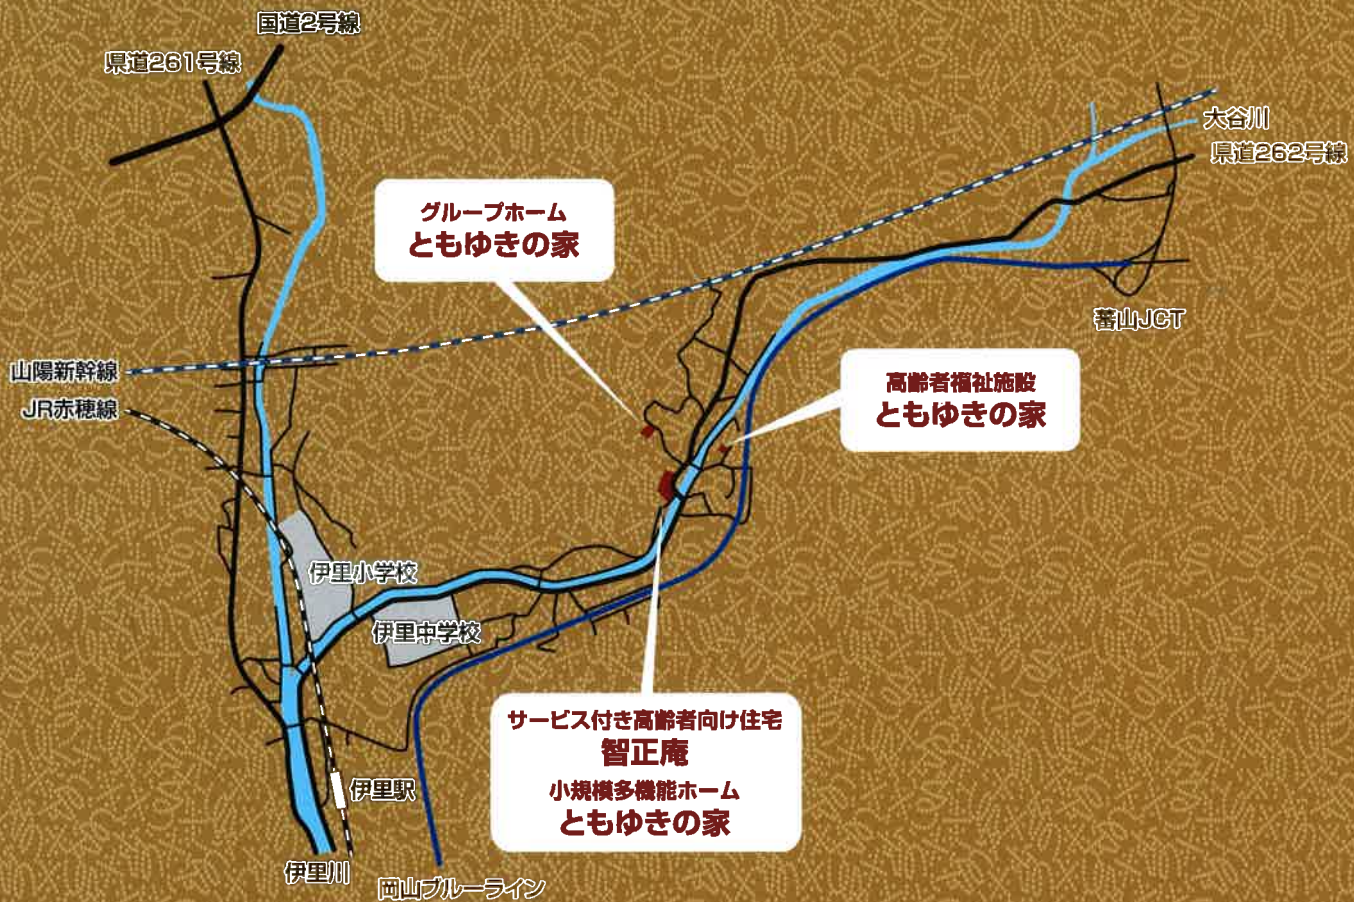 国道2号線
県道261号線
大谷川
県道262号線
グループホーム
ともゆきの家
蕃山JCT
山陽新幹線
JR赤穂線
高齢者福祉施設
ともゆきの家
伊里小学校
伊里中学校
サービス付き高齢者向け住宅
智正庵
小規模多機能ホーム
ともゆきの家
伊里駅
伊里川
岡山ブルーライン